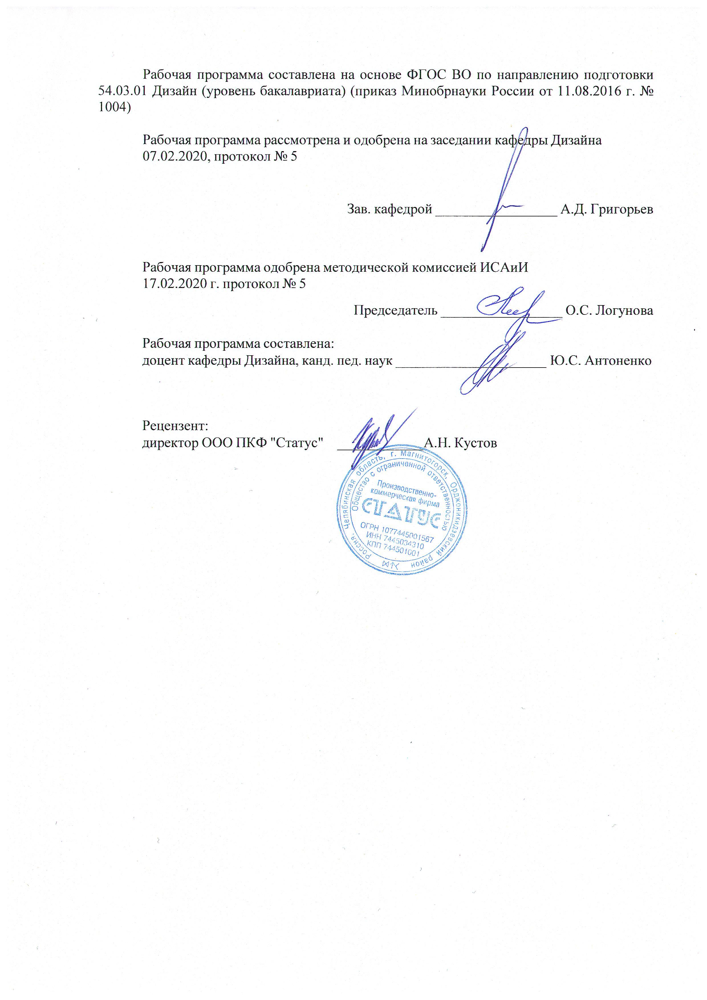 Рабочая программа составлена на основе ФГОС ВО по направлению подготовки
54.03.01 Дизайн (уровень бакалавриата) (приказ Минобрнауки России от 11.08.2016 г. №
1004)
Рабочая программа рассмотрена и одобрена на заседании кафедры Дизайна
07.02.2020, протокол № 5
Зав. кафедрой ____________________ А.Д. Григорьев
Рабочая программа одобрена методической комиссией ИСАиИ
17.02.2020 г. протокол № 5
Председатель ____________________ О.С. Логунова
Рабочая программа составлена:
доцент кафедры Дизайна, канд. пед. наук ____________________ Ю.С. Антоненко
Рецензент:
директор ООО ПКФ "Статус" ____________ А.Н. Кустов
Россия, Челябинская область, г. Магнитогорск, Орджоникидзевский район
Общество с ограниченной ответственностью
Производственно-
коммерческая фирма
СТАТУС
ОГРН 1077445001567
ИНН 7445034310
КПП 744501001